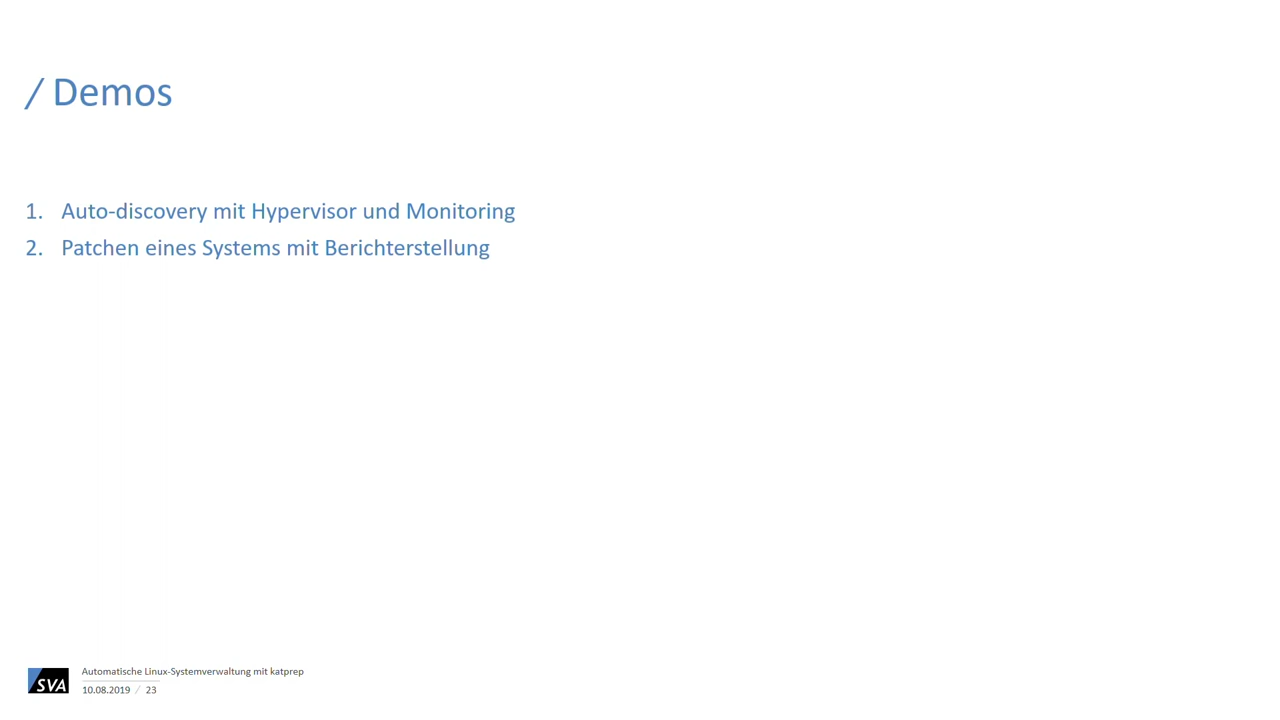 / Demos
1. Auto-discovery mit Hypervisor und Monitoring
2. Patchen eines Systems mit Berichterstellung
SVA
Automatische Linux-Systemverwaltung mit katprep
10.08.2019 / 23